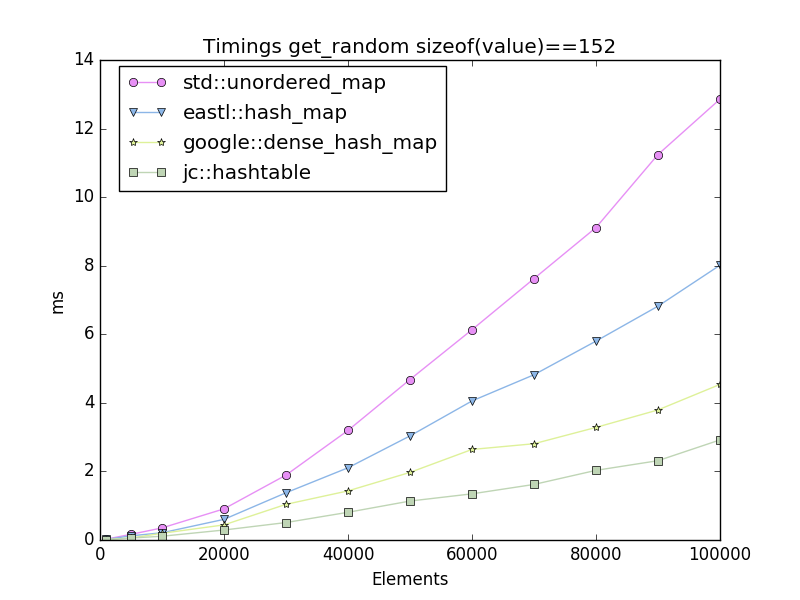 Timings get_random sizeof(value)==152
14
12
10
8
6
4
2
0
ms
std::unordered_map
eastl::hash_map
google::dense_hash_map
jc::hashtable
0 20000 40000 60000 80000 100000
Elements